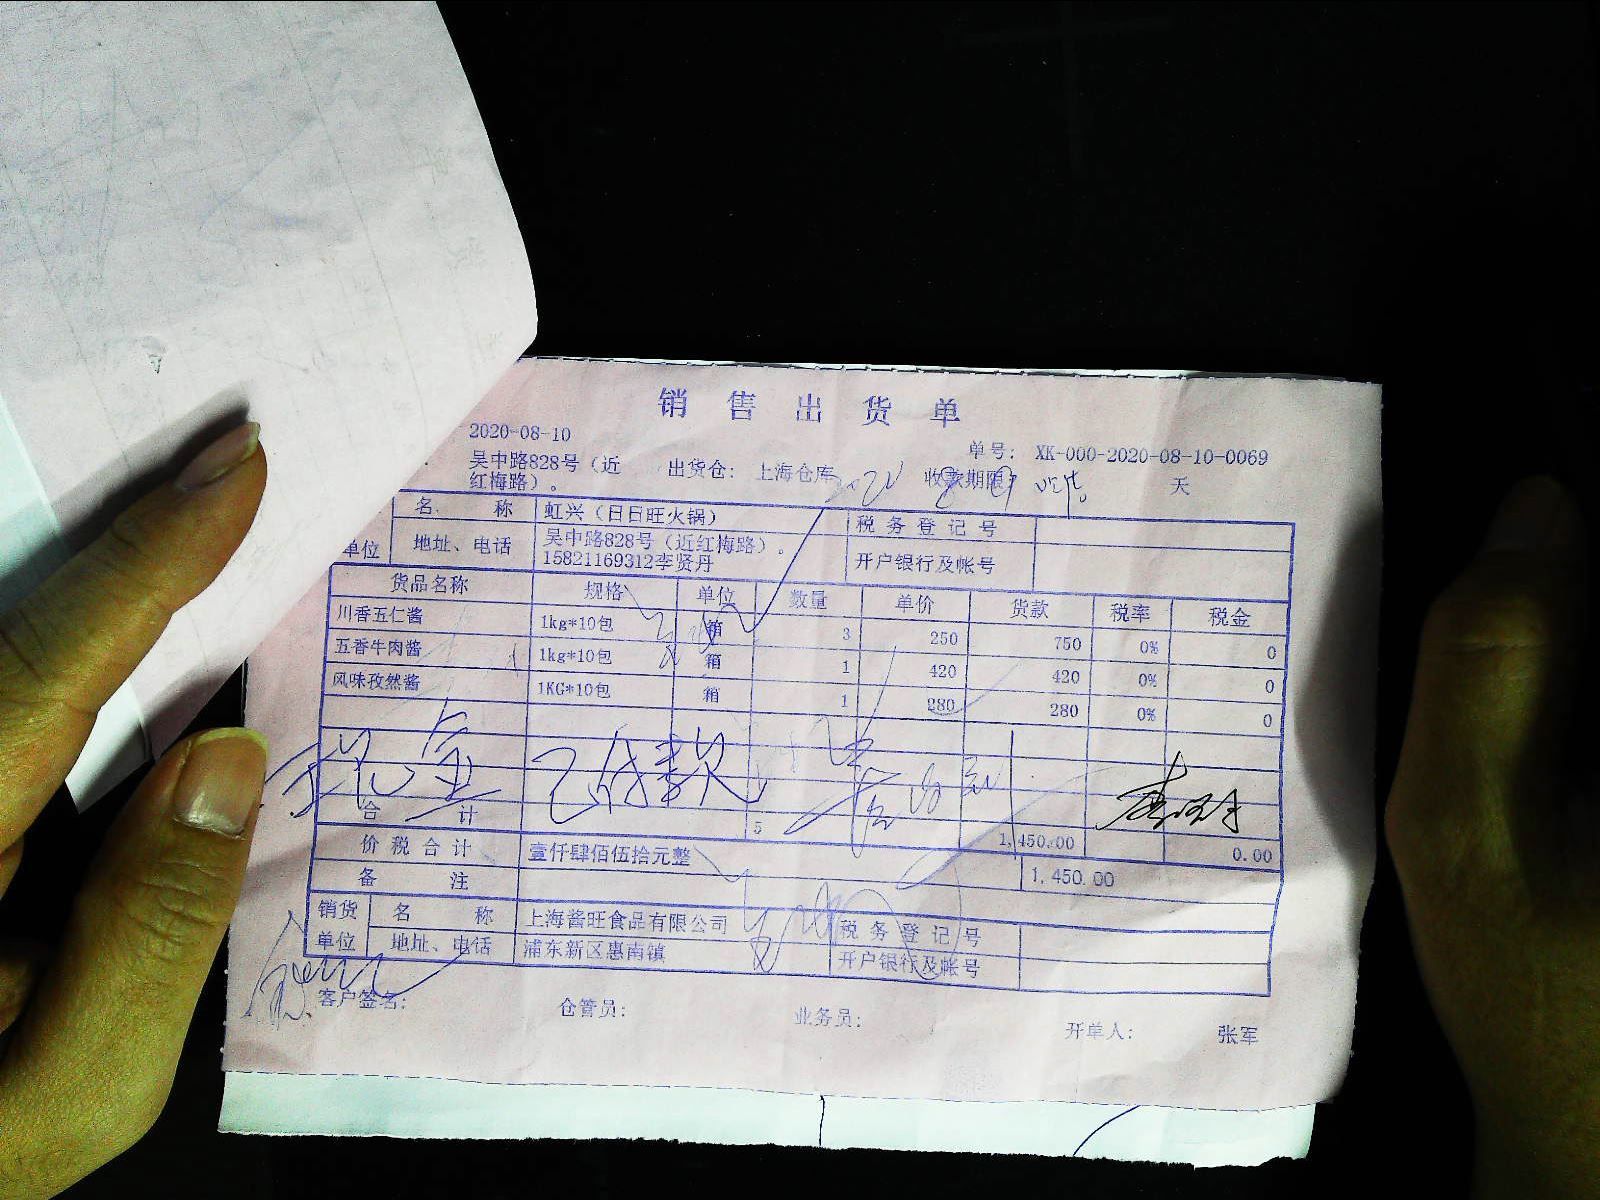 销售出货单
2020-08-10
单号: XK-000-2020-08-10-0069
吴中路828号（近红梅路）。 出货仓: 上海仓库 收款期限 天
名 称 虹兴（日日旺火锅） 税务登记号
单位 地址、电话 吴中路828号（近红梅路）。 开户银行及帐号
15821169312李贤丹
货品名称 规格 单位 数量 单价 货款 税率 税金
川香五仁酱 1kg*10包 箱 3 250 750 0% 0
五香牛肉酱 1kg*10包 箱 1 420 420 0% 0
风味孜然酱 1KG*10包 箱 1 280 280 0% 0
已付款
合 计 5 1,450.00 0.00
价税合计 壹仟肆佰伍拾元整 1,450.00
备 注
销货单位 名 称 上海酱旺食品有限公司 税务登记号
地址、电话 浦东新区惠南镇 开户银行及帐号
客户签名: 仓管员: 业务员: 开单人: 张军